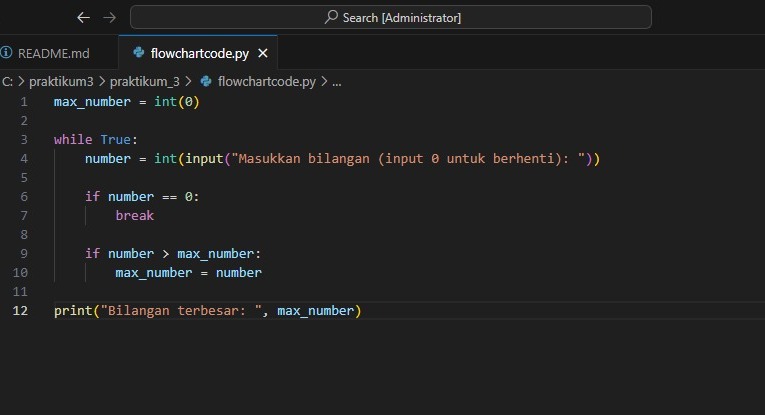 Search [Administrator]
README.md flowchartcode.py
C: > praktikum3 > praktikum_3 > flowchartcode.py > ...
1 max_number = int(0)
2
3 while True:
4     number = int(input("Masukkan bilangan (input 0 untuk berhenti): "))
5
6     if number == 0:
7         break
8
9     if number > max_number:
10         max_number = number
11
12 print("Bilangan terbesar: ", max_number)